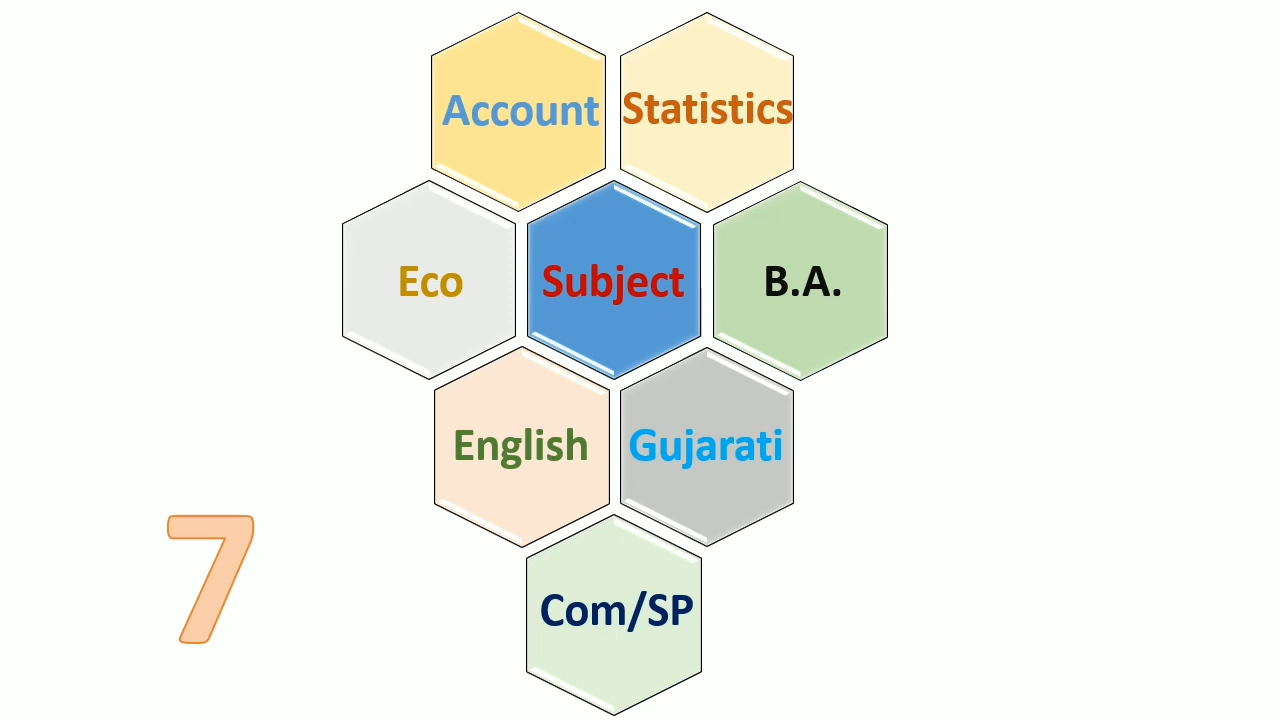 Account
Statistics
Eco
Subject
B.A.
English
Gujarati
Com/SP
7